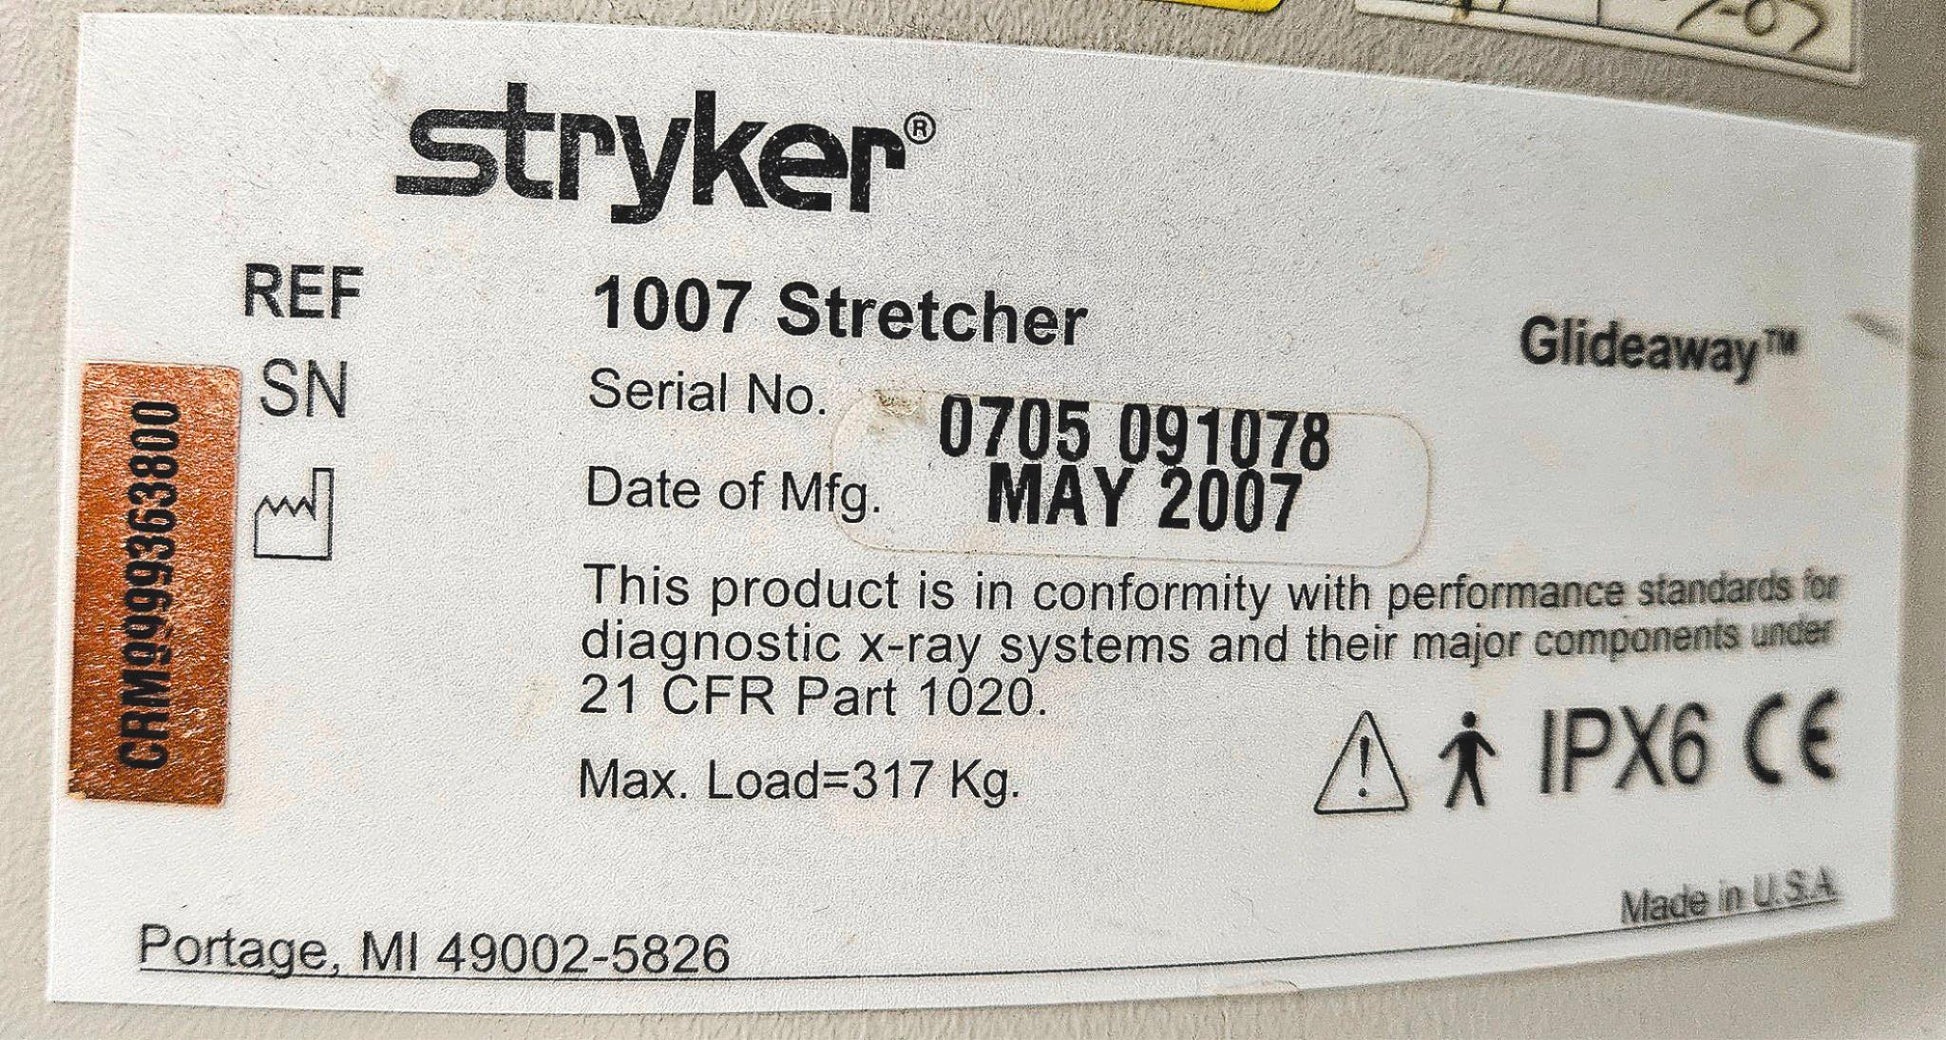 stryker®
REF 1007 Stretcher Glideaway™
SN Serial No. 0705 091078
Date of Mfg. MAY 2007
This product is in conformity with performance standards for
diagnostic x-ray systems and their major components under
21 CFR Part 1020.
Max. Load=317 Kg.
IPX6 CE
Made in U.S.A.
Portage, MI 49002-5826
CRM9999363800